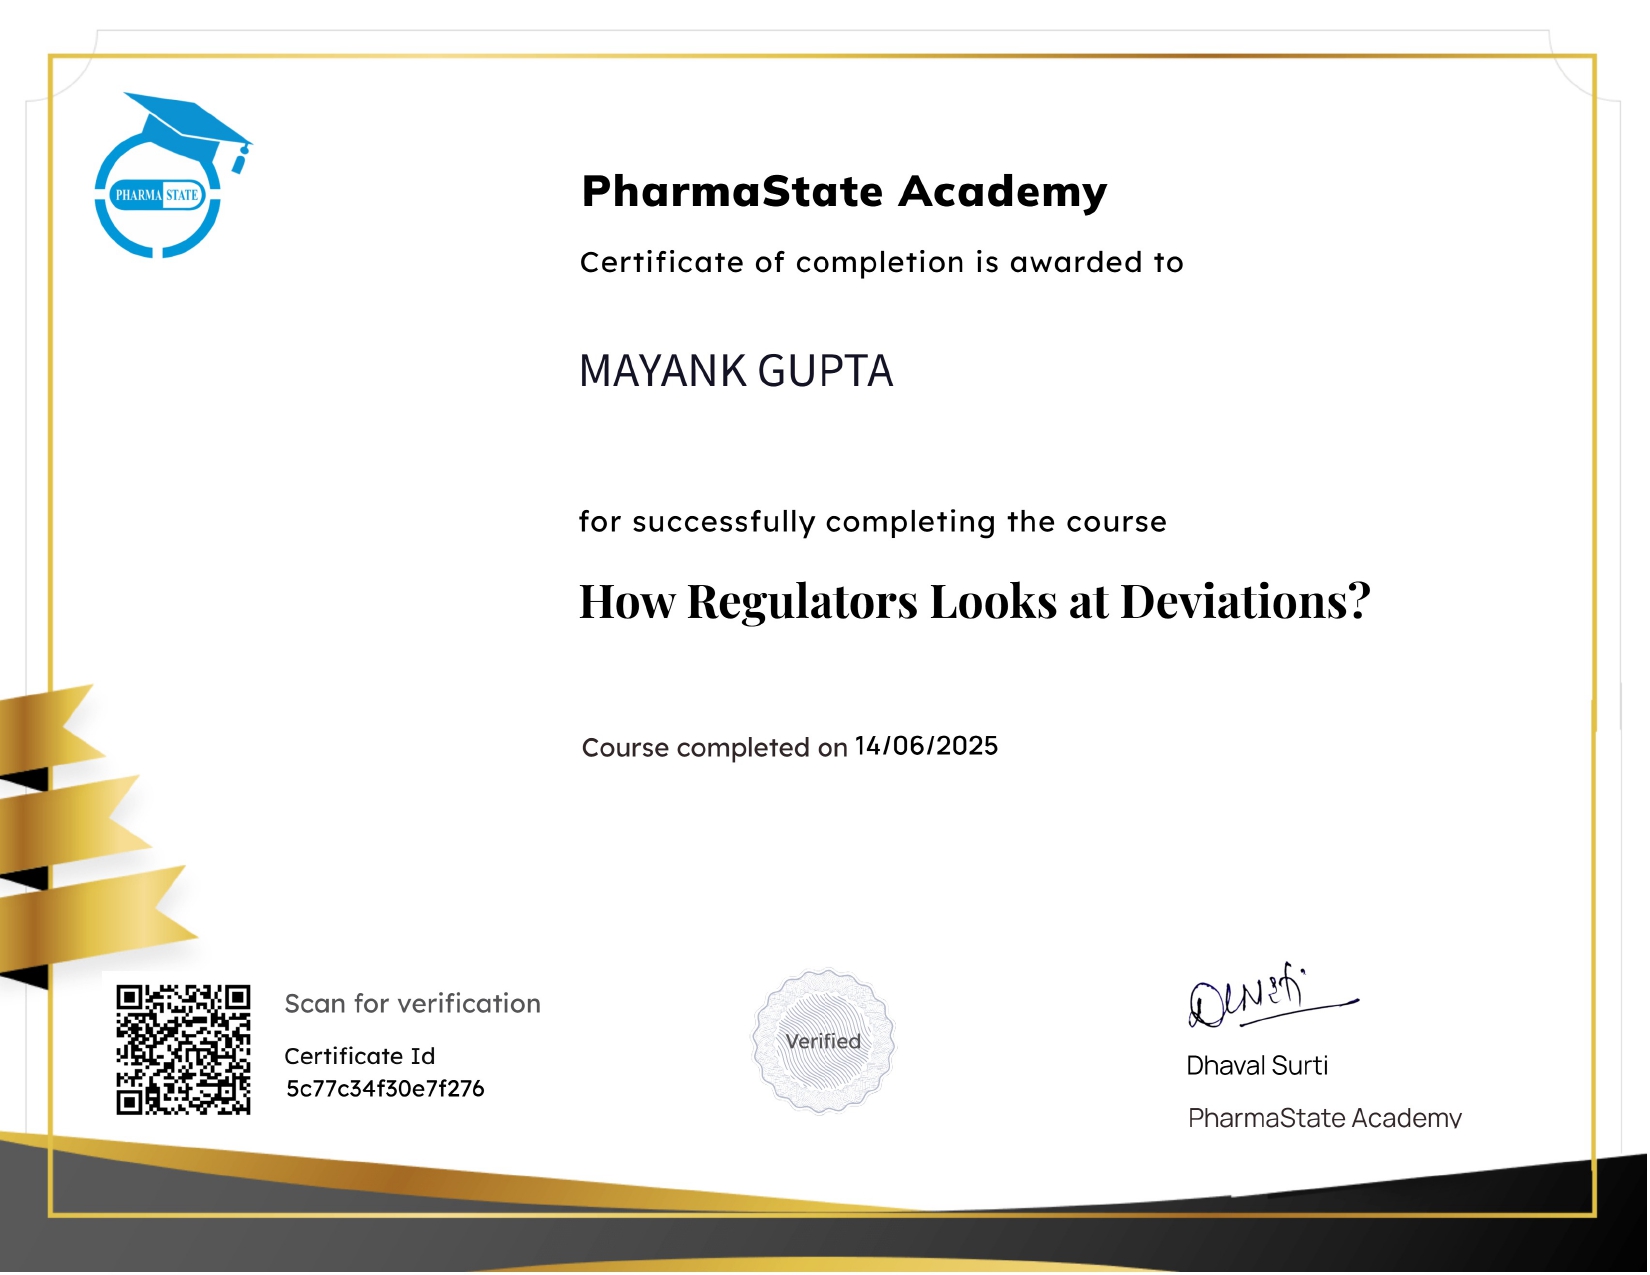 PHARMA STATE
PharmaState Academy
Certificate of completion is awarded to
MAYANK GUPTA
for successfully completing the course
How Regulators Looks at Deviations?
Course completed on 14/06/2025
Scan for verification
Certificate Id
5c77c34f30e7f276
Verified
Dhaval Surti
PharmaState Academy